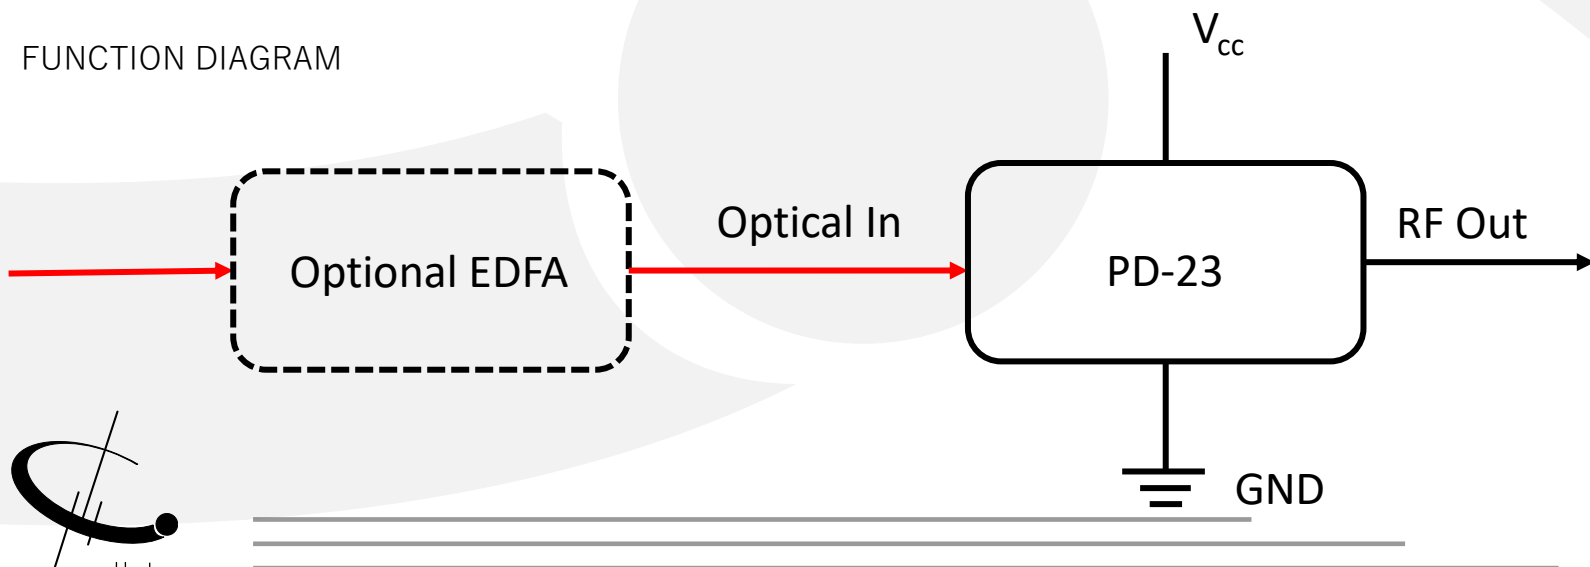 FUNCTION DIAGRAM
Vcc
Optional EDFA
Optical In
PD-23
RF Out
GND